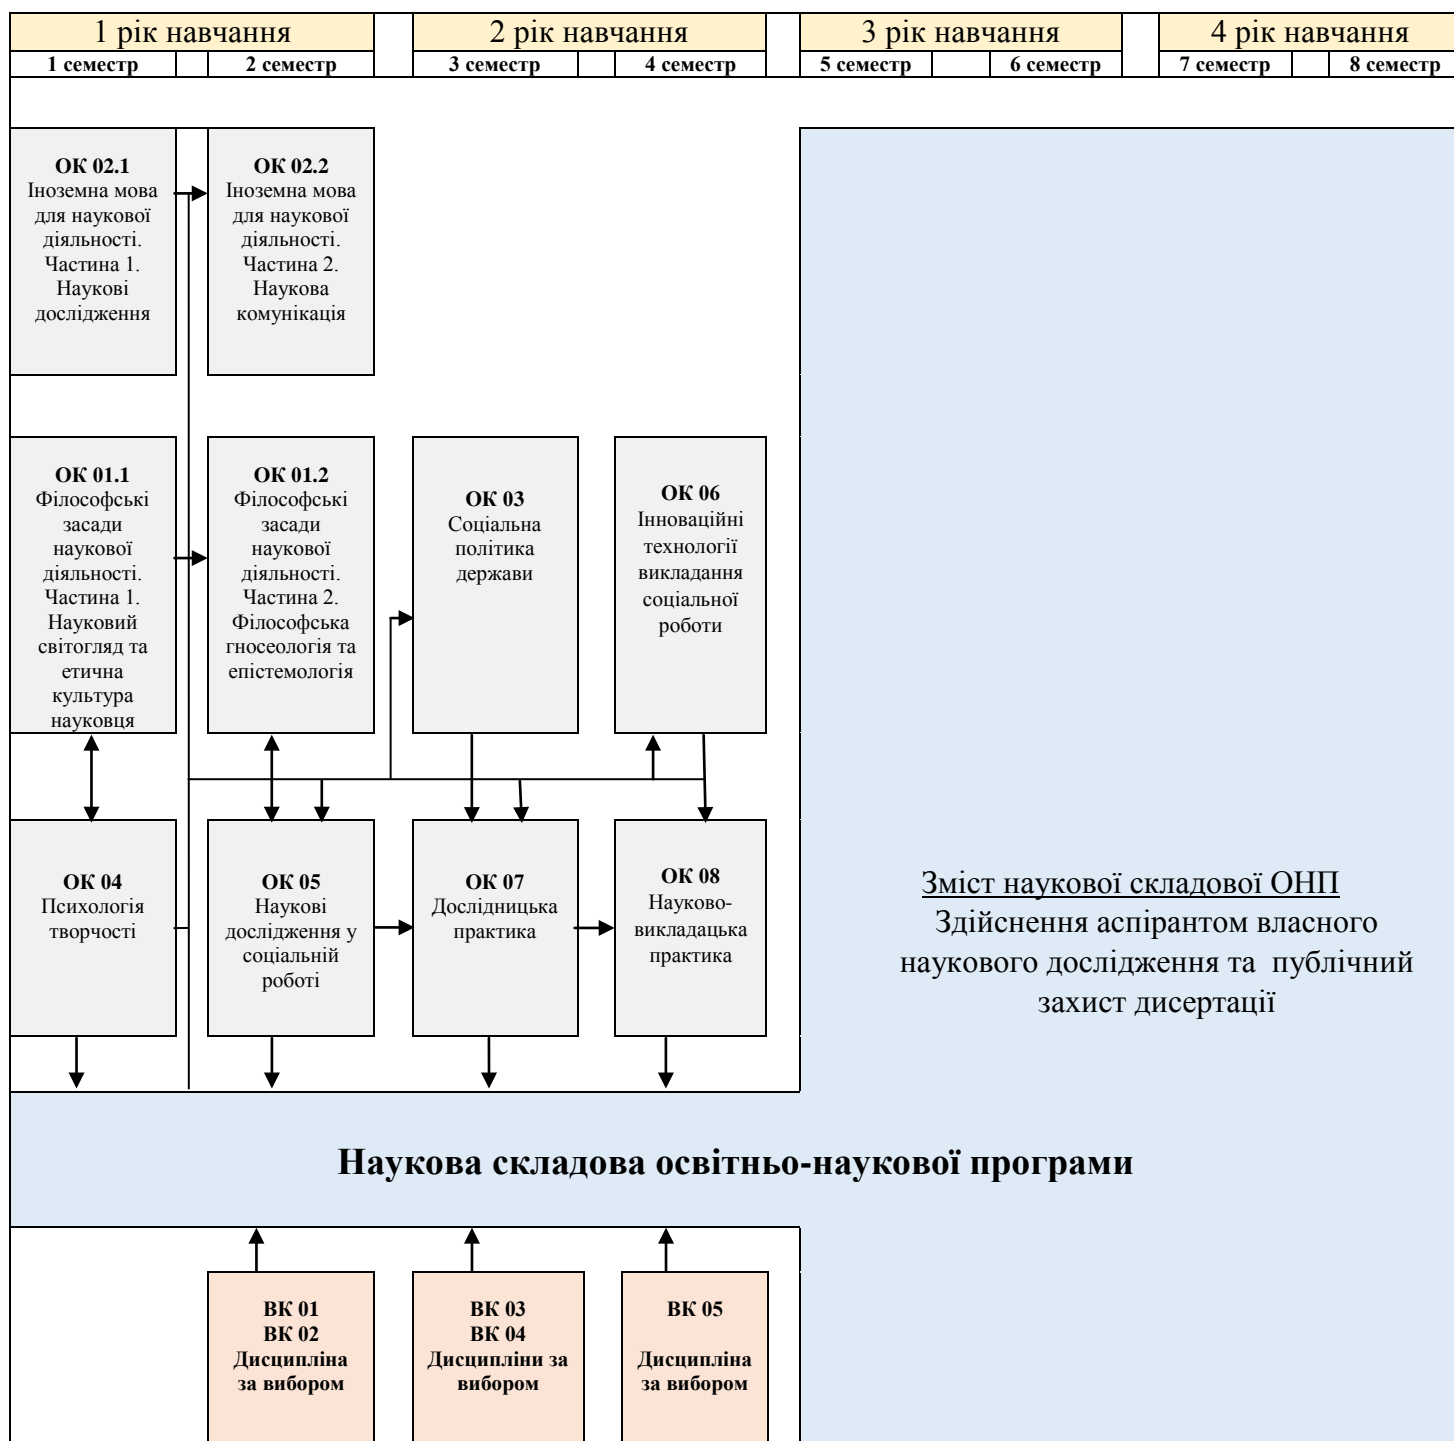 1 рік навчання
2 рік навчання
3 рік навчання
4 рік навчання
1 семестр
2 семестр
3 семестр
4 семестр
5 семестр
6 семестр
7 семестр
8 семестр
ОК 02.1
Іноземна мова
для наукової
діяльності.
Частина 1.
Наукові
дослідження
ОК 02.2
Іноземна мова
для наукової
діяльності.
Частина 2.
Наукова
комунікація
ОК 01.1
Філософські
засади
наукової
діяльності.
Частина 1.
Науковий
світогляд та
етична
культура
науковця
ОК 01.2
Філософські
засади
наукової
діяльності.
Частина 2.
Філософська
гносеологія та
епістемологія
ОК 03
Соціальна
політика
держави
ОК 06
Інноваційні
технології
викладання
соціальної
роботи
ОК 04
Психологія
творчості
ОК 05
Наукові
дослідження у
соціальній
роботі
ОК 07
Дослідницька
практика
ОК 08
Науково-
викладацька
практика
Зміст наукової складової ОНП
Здійснення аспірантом власного
наукового дослідження та публічний
захист дисертації
Наукова складова освітньо-наукової програми
ВК 01
ВК 02
Дисципліна
за вибором
ВК 03
ВК 04
Дисципліни за
вибором
ВК 05
Дисципліна
за вибором